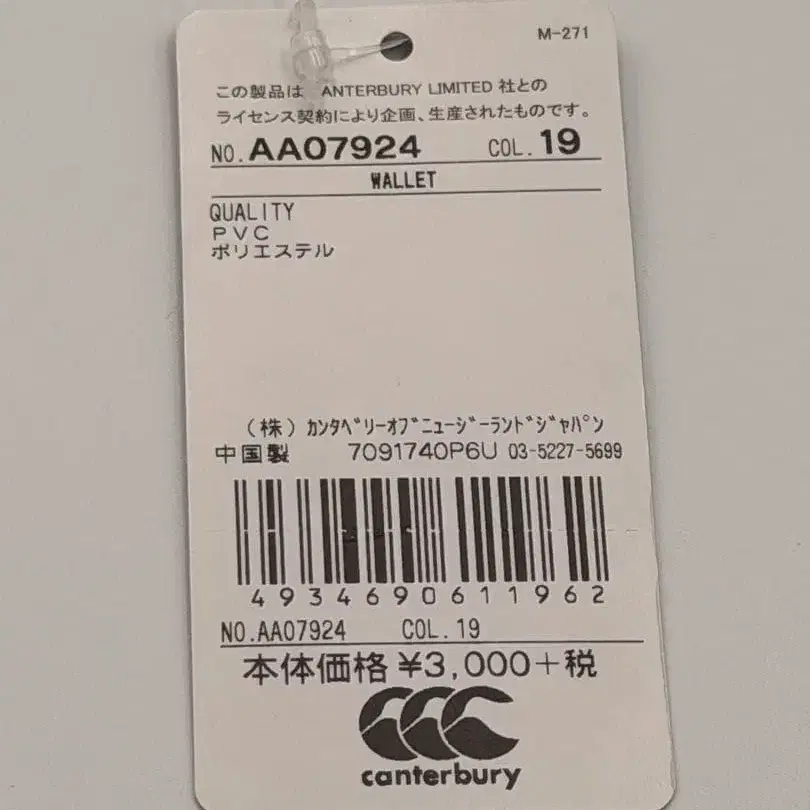 M-271
この製品は ANTERBURY LIMITED 社との
ライセンス契約により企画、生産されたものです。
NO. AA07924 COL. 19
WALLET
QUALITY
PVC
ポリエステル
(株)ｶﾝﾀﾍﾞﾘｰｵﾌﾞﾆｭｰｼﾞｰﾗﾝﾄﾞｼﾞｬﾊﾟﾝ
中国製 7091740P6U 03-5227-5699
4934690611962
NO.AA07924 COL.19
本体価格¥3,000+税
canterbury